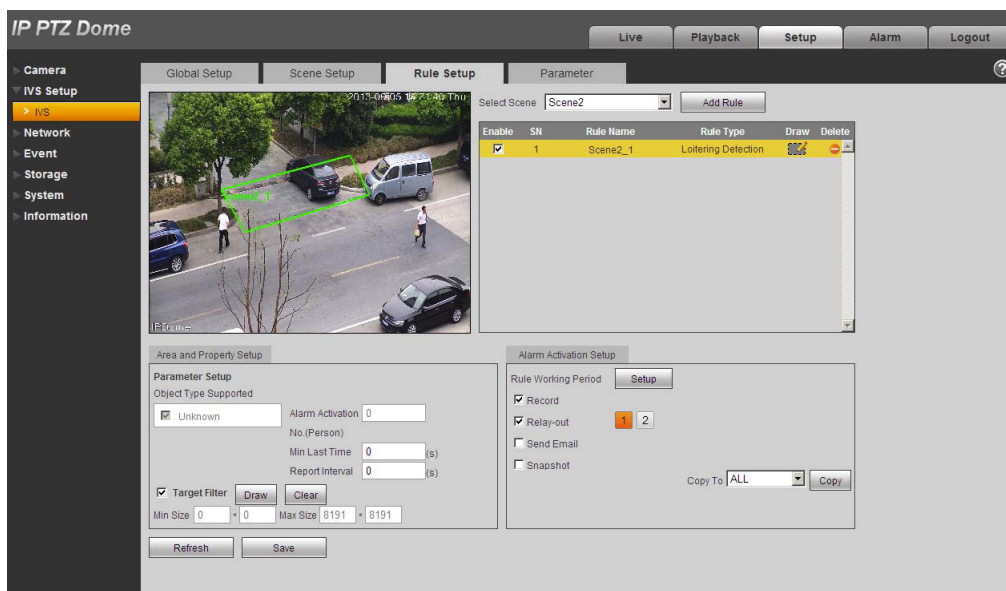 IP PTZ Dome
Live
Playback
Setup
Alarm
Logout
Camera
IVS Setup
> IVS
Network
Event
Storage
System
Information
Global Setup
Scene Setup
Rule Setup
Parameter
Select Scene Scene2 Add Rule
Enable SN Rule Name Rule Type Draw Delete
1 Scene2_1 Loitering Detection
Thu
IPDome
Area and Property Setup
Parameter Setup
Object Type Supported
Unknown
Alarm Activation 0
No.(Person)
Min Last Time 0 (s)
Report Interval 0 (s)
Target Filter Draw Clear
Min Size 0 * 0 Max Size 8191 * 8191
Refresh Save
Alarm Activation Setup
Rule Working Period Setup
Record
Relay-out 1 2
Send Email
Snapshot
Copy To ALL Copy